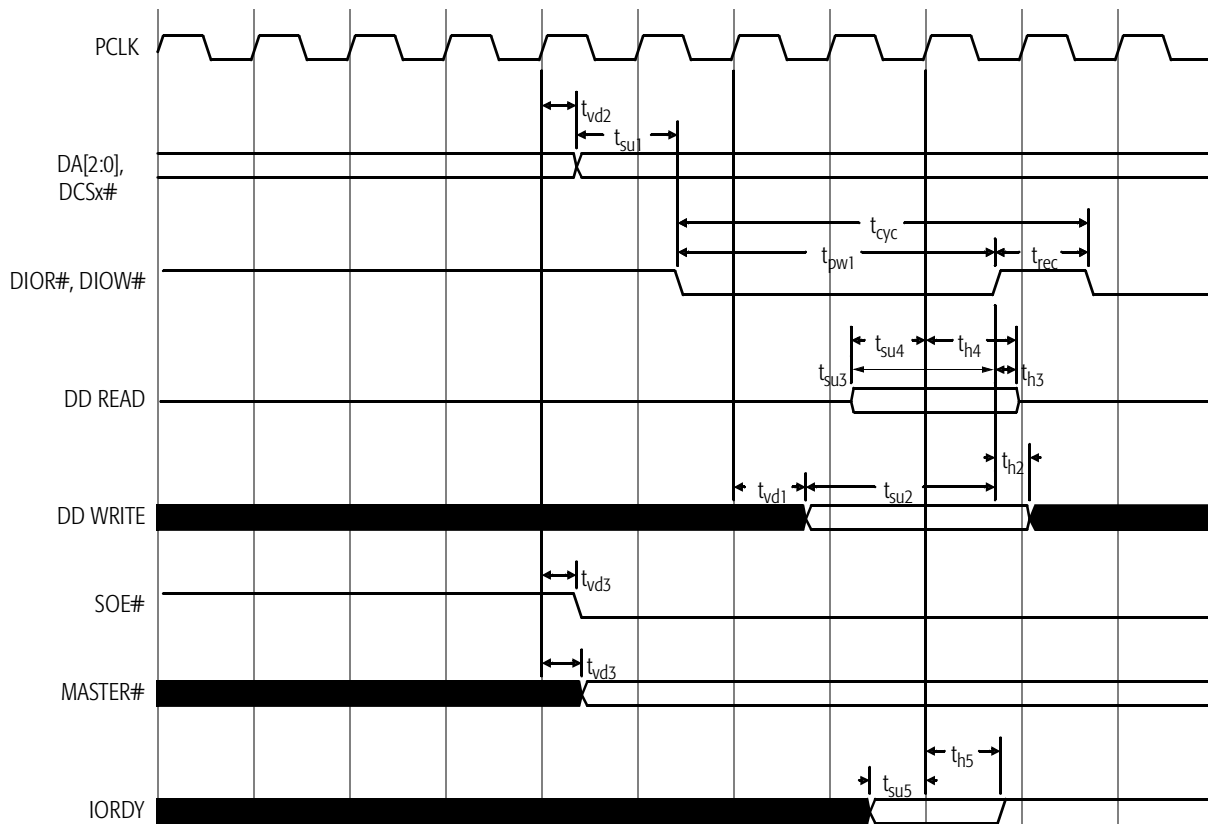 PCLK
t_vd2
t_su1
DA[2:0],
DCSx#
t_cyc
t_pw1
t_rec
DIOR#, DIOW#
t_su4
t_h4
t_su3
t_h3
DD READ
t_h2
t_vd1
t_su2
DD WRITE
t_vd3
SOE#
t_vd3
MASTER#
t_h5
t_su5
IORDY